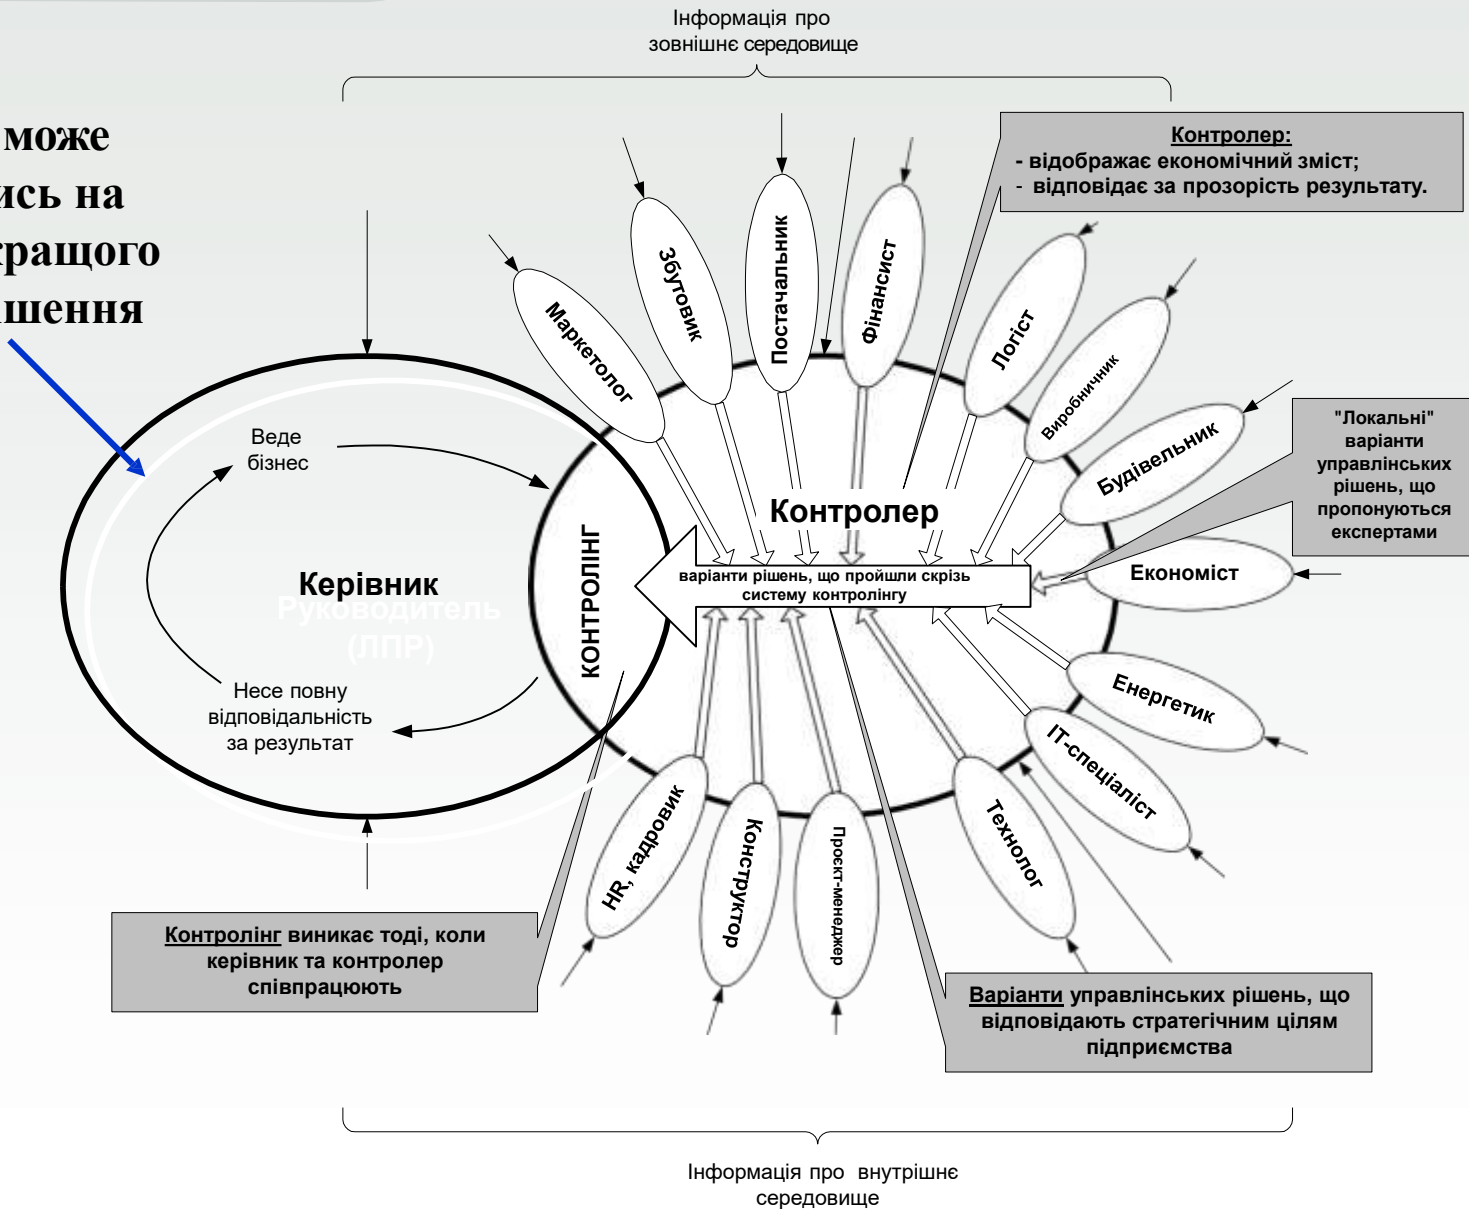 Інформація про
зовнішнє середовище
може
ись на
кращого
ішення
Контролер:
- відображає економічний зміст;
- відповідає за прозорість результату.
Маркетолог
Збутовик
Постачальник
Фінансист
Логіст
Виробничник
Будівельник
Економіст
Енергетик
ІТ-спеціаліст
Технолог
Проєкт-менеджер
Конструктор
HR, кадровик
"Локальні"
варіанти
управлінських
рішень, що
пропонуються
експертами
Веде
бізнес
Керівник
Руководитель
(ЛПР)
Несе повну
відповідальність
за результат
КОНТРОЛІНГ
Контролер
варіанти рішень, що пройшли скрізь
систему контролінгу
Контролінг виникає тоді, коли
керівник та контролер
співпрацюють
Варіанти управлінських рішень, що
відповідають стратегічним цілям
підприємства
Інформація про внутрішнє
середовище